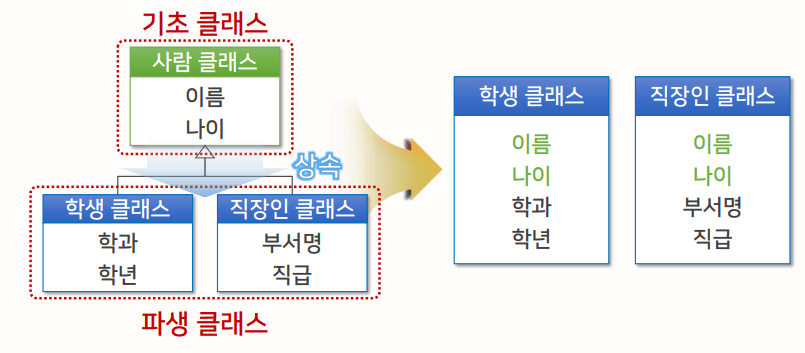 기초 클래스
사람 클래스
이름
나이
상속
학생 클래스
학과
학년
직장인 클래스
부서명
직급
파생 클래스
학생 클래스
이름
나이
학과
학년
직장인 클래스
이름
나이
부서명
직급